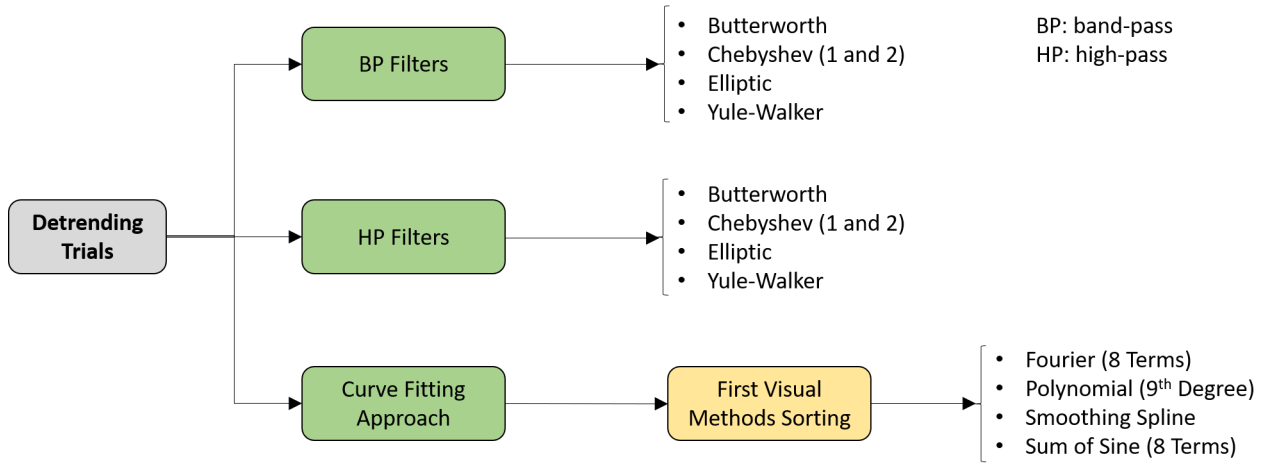 BP Filters
• Butterworth
• Chebyshev (1 and 2)
• Elliptic
• Yule-Walker
BP: band-pass
HP: high-pass
Detrending
Trials
HP Filters
• Butterworth
• Chebyshev (1 and 2)
• Elliptic
• Yule-Walker
Curve Fitting
Approach
First Visual
Methods Sorting
• Fourier (8 Terms)
• Polynomial (9th Degree)
• Smoothing Spline
• Sum of Sine (8 Terms)